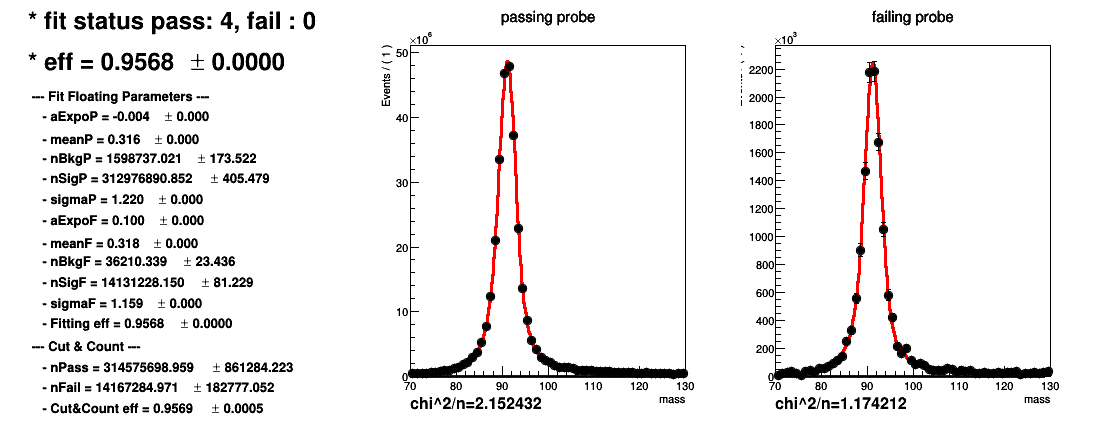 * fit status pass: 4, fail : 0
* eff = 0.9568 ± 0.0000
--- Fit Floating Parameters ---
- aExpoP = -0.004 ± 0.000
- meanP = 0.316 ± 0.000
- nBkgP = 1598737.021 ± 173.522
- nSigP = 312976890.852 ± 405.479
- sigmaP = 1.220 ± 0.000
- aExpoF = 0.100 ± 0.000
- meanF = 0.318 ± 0.000
- nBkgF = 36210.339 ± 23.436
- nSigF = 14131228.150 ± 81.229
- sigmaF = 1.159 ± 0.000
- Fitting eff = 0.9568 ± 0.0000
--- Cut & Count ---
- nPass = 314575698.959 ± 861284.223
- nFail = 14167284.971 ± 182777.052
- Cut&Count eff = 0.9569 ± 0.0005
passing probe
×10⁶
Events / ( 1 )
50
40
30
20
10
0
70 80 90 100 110 120 130
mass
chi^2/n=2.152432
failing probe
×10³
2200
2000
1800
1600
1400
1200
1000
800
600
400
200
0
70 80 90 100 110 120 130
mass
chi^2/n=1.174212